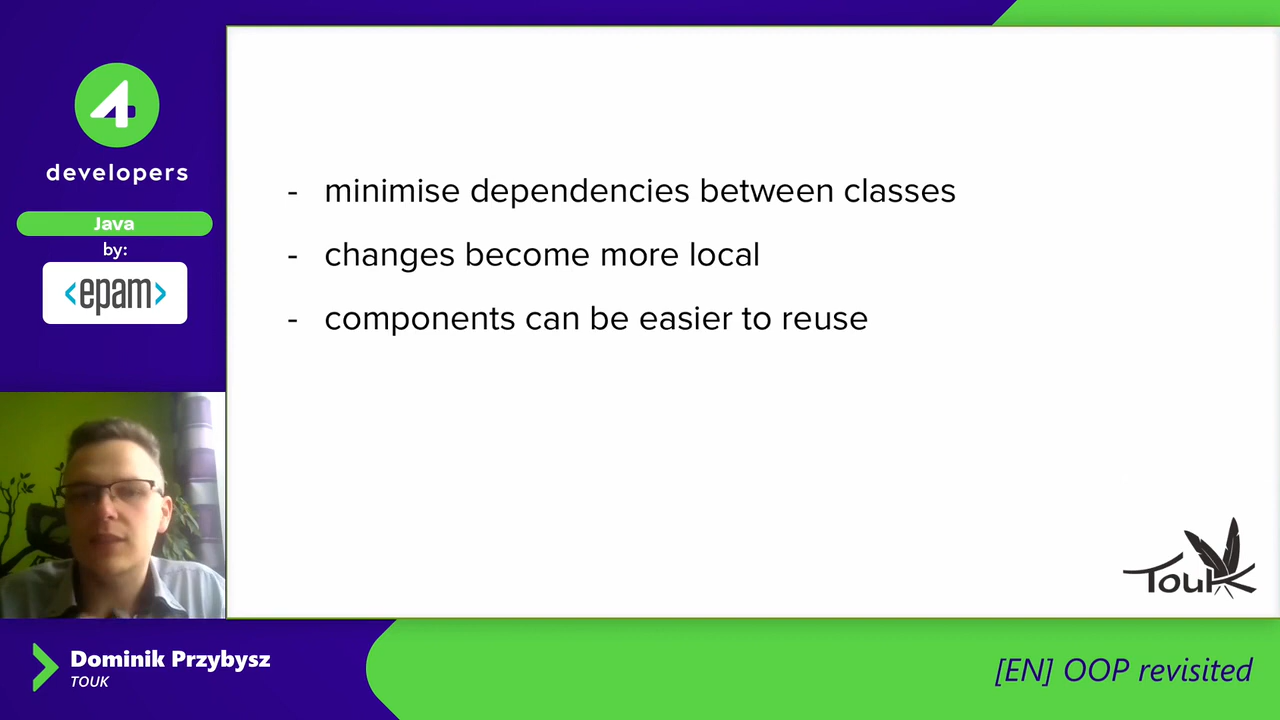 4
developers
Java
by:
<epam>
- minimise dependencies between classes
- changes become more local
- components can be easier to reuse
TouK
Dominik Przybysz
TOUK
[EN] OOP revisited